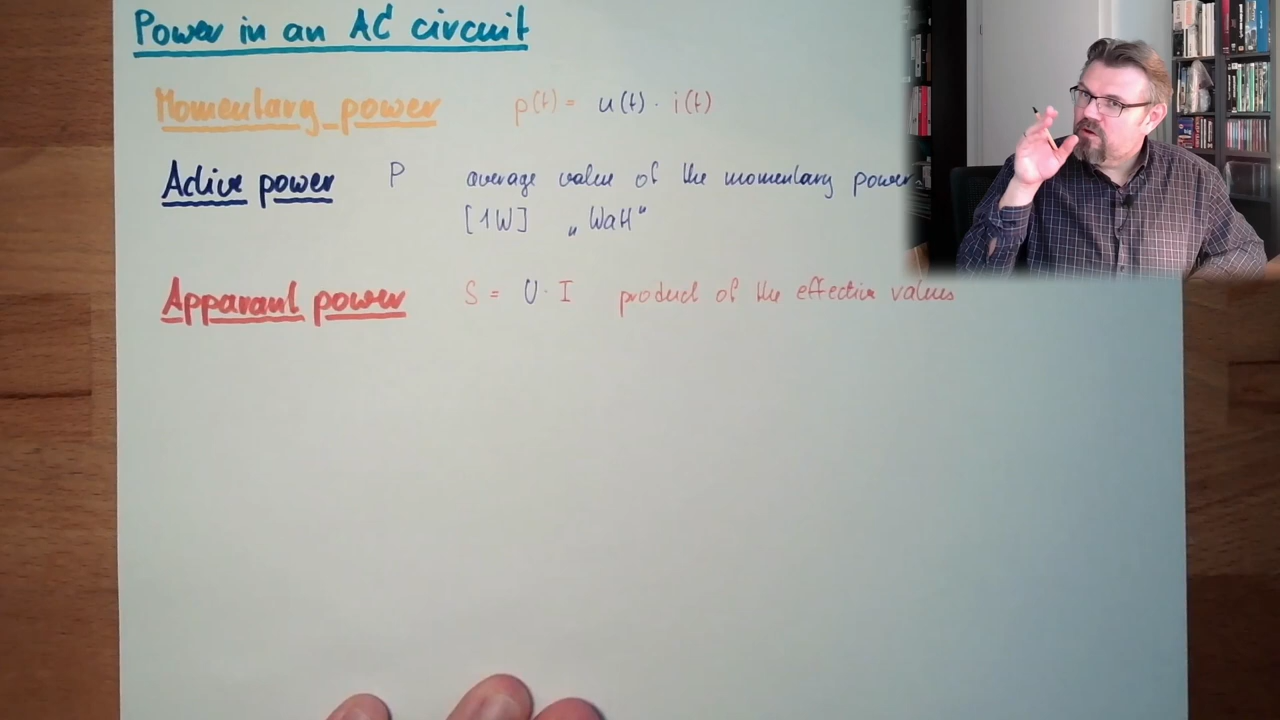 Power in an AC circuit
Momentary power p(t) = u(t) · i(t)
Active power P average value of the momentary power
[1W] „Watt"
Apparant power S = U · I product of the effective values